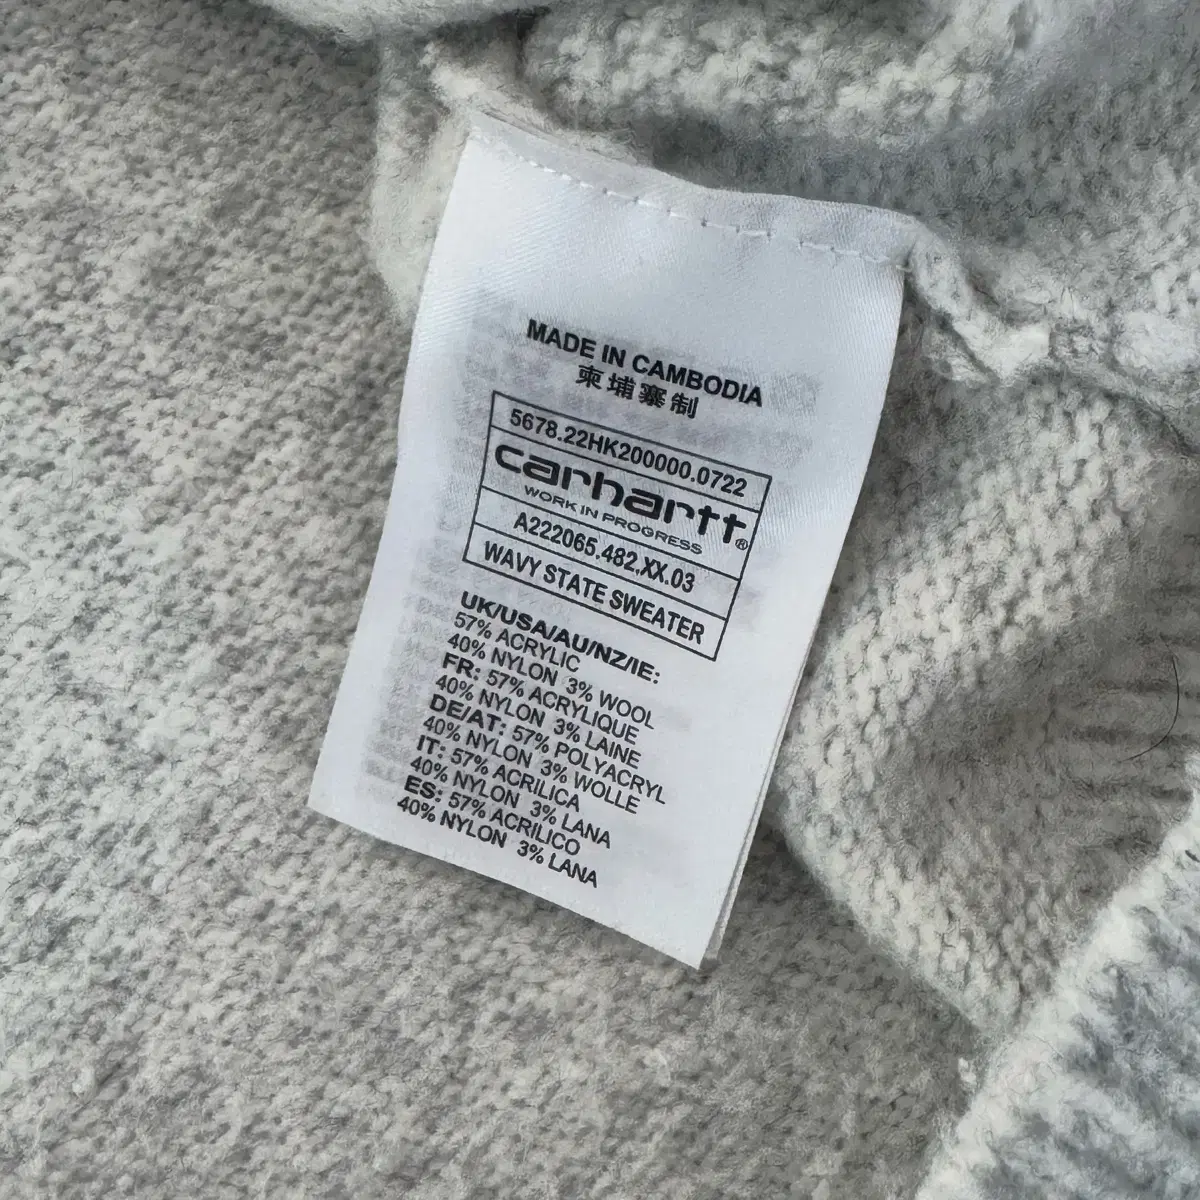 MADE IN CAMBODIA
柬埔寨制
5678.22HK200000.0722
carhartt®
WORK IN PROGRESS
A222065.482.XX.03
WAVY STATE SWEATER
UK/USA/AU/NZ/IE:
57% ACRYLIC
40% NYLON 3% WOOL
FR: 57% ACRYLIQUE
40% NYLON 3% LAINE
DE/AT: 57% POLYACRYL
40% NYLON 3% WOLLE
IT: 57% ACRILICA
40% NYLON 3% LANA
ES: 57% ACRILICO
40% NYLON 3% LANA